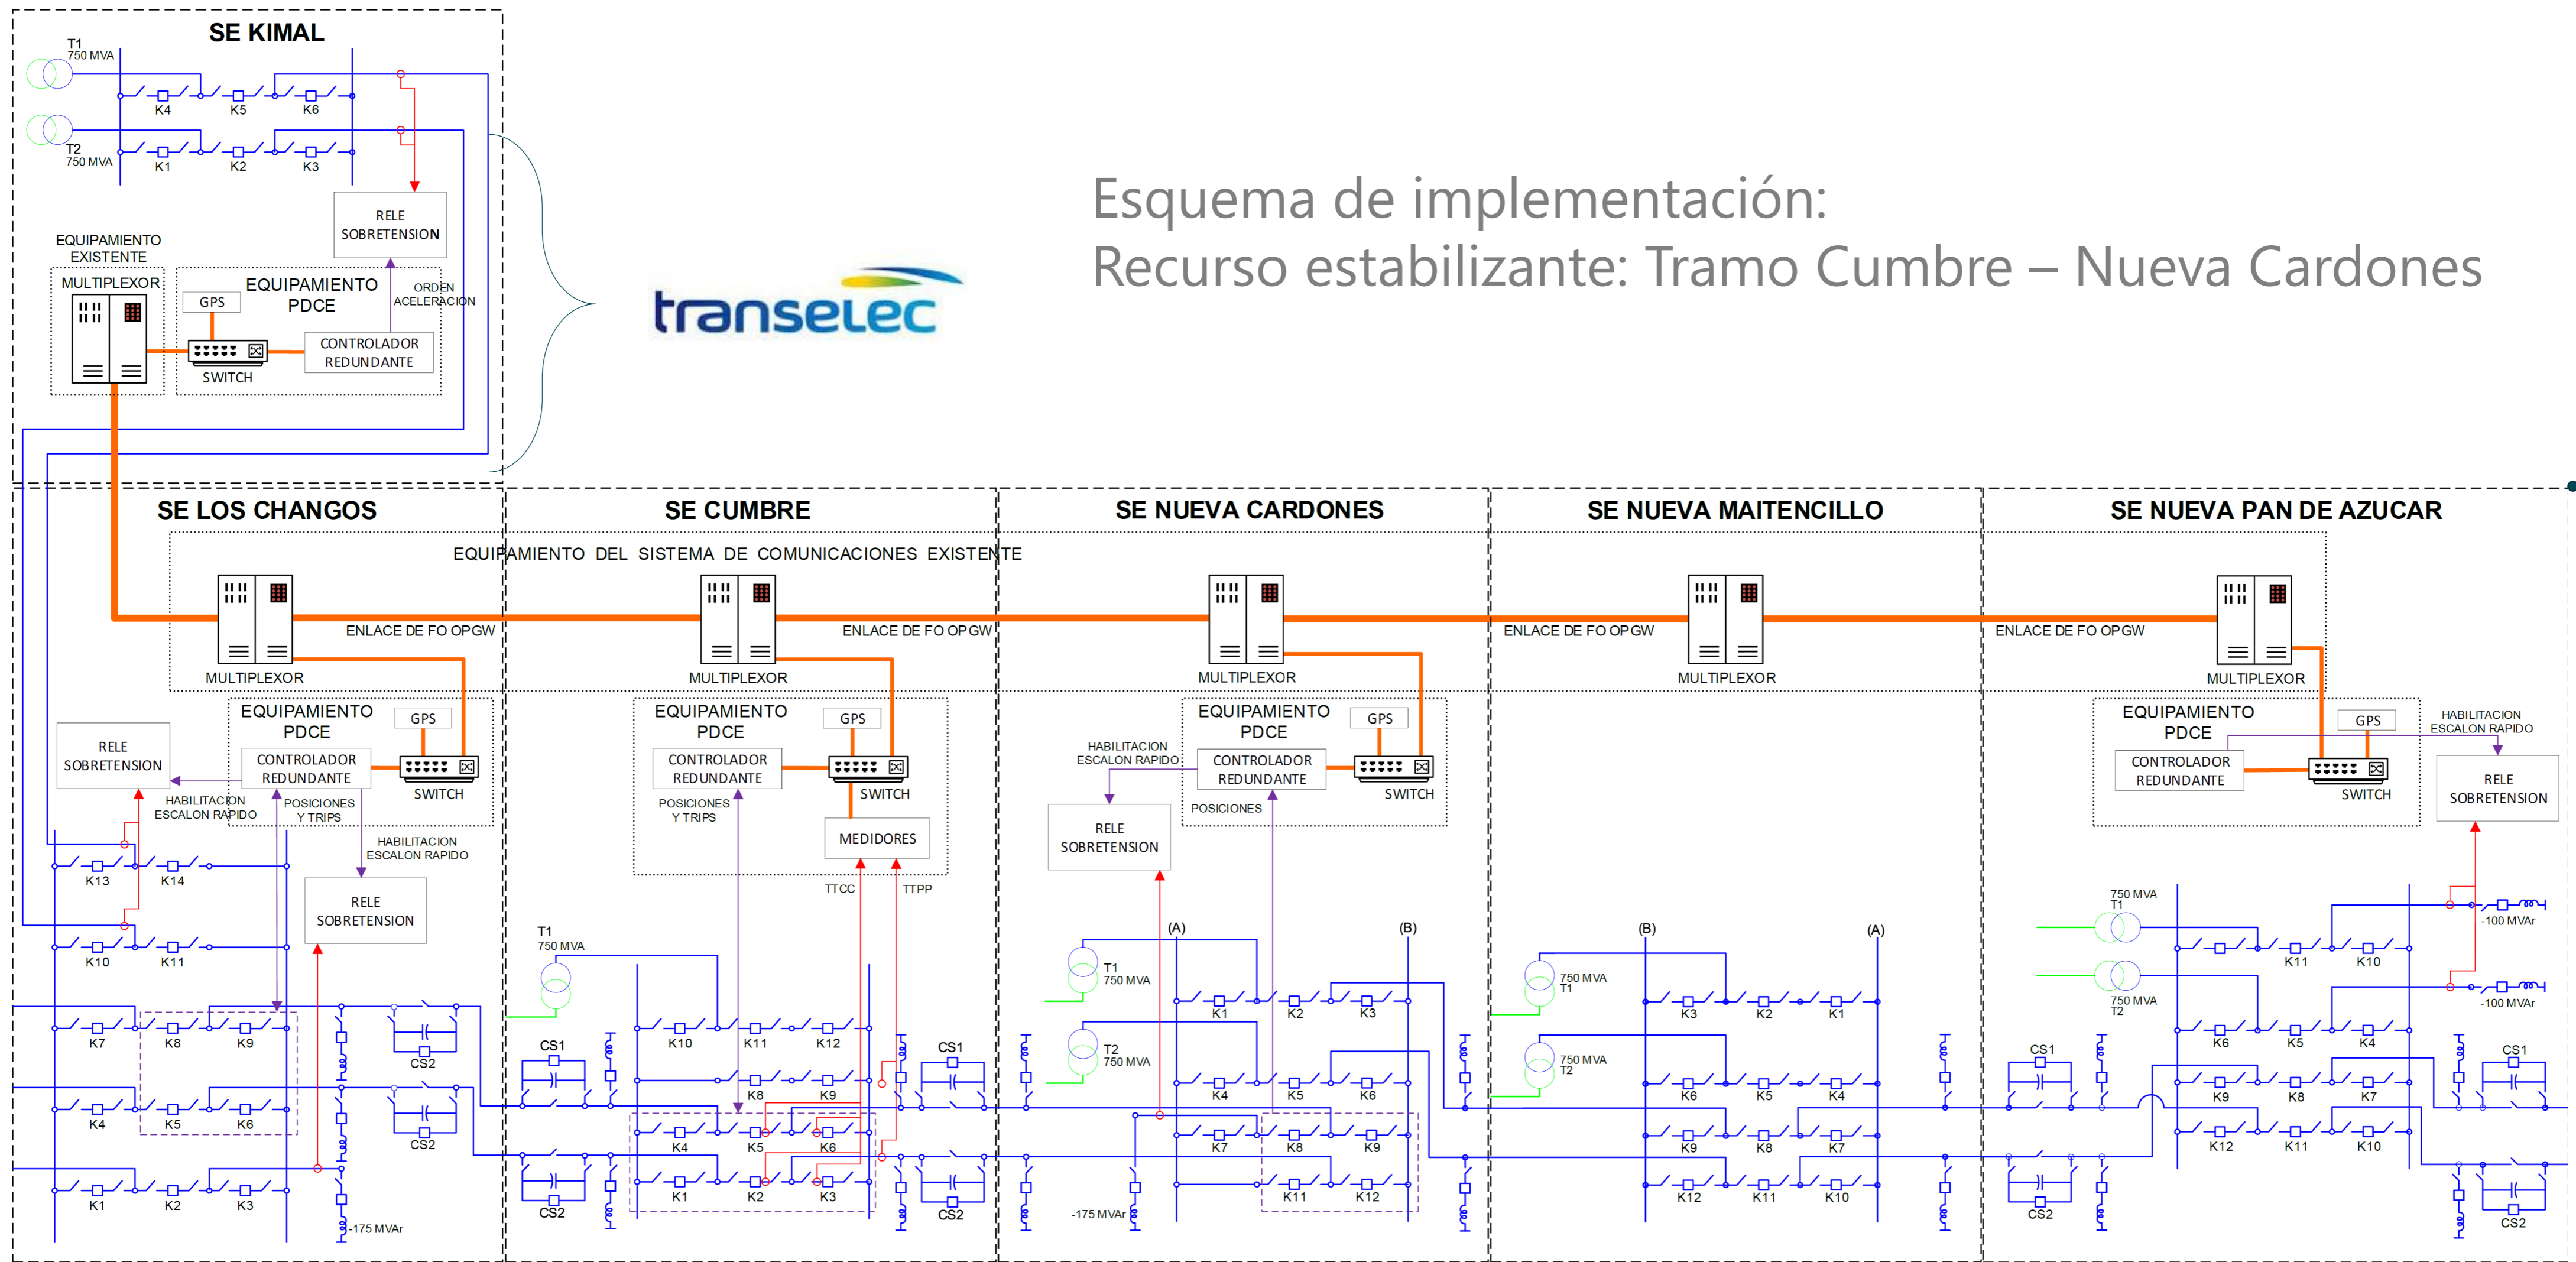 SE KIMAL
T1
750 MVA
K4
K5
K6
T2
750 MVA
K1
K2
K3
RELE
SOBRETENSION
EQUIPAMIENTO
EXISTENTE
MULTIPLEXOR
EQUIPAMIENTO
PDCE
GPS
ORDEN
ACELERACION
CONTROLADOR
REDUNDANTE
SWITCH
transelec
Esquema de implementación:
Recurso estabilizante: Tramo Cumbre – Nueva Cardones
SE LOS CHANGOS
SE CUMBRE
SE NUEVA CARDONES
SE NUEVA MAITENCILLO
SE NUEVA PAN DE AZUCAR
EQUIPAMIENTO DEL SISTEMA DE COMUNICACIONES EXISTENTE
ENLACE DE FO OPGW
ENLACE DE FO OPGW
ENLACE DE FO OPGW
ENLACE DE FO OPGW
MULTIPLEXOR
MULTIPLEXOR
MULTIPLEXOR
MULTIPLEXOR
MULTIPLEXOR
EQUIPAMIENTO
PDCE
GPS
RELE
SOBRETENSION
CONTROLADOR
REDUNDANTE
SWITCH
HABILITACION
ESCALON RAPIDO
POSICIONES
Y TRIPS
HABILITACION
ESCALON RAPIDO
RELE
SOBRETENSION
K13
K14
K10
K11
K7
K8
K9
CS2
K4
K5
K6
CS2
K1
K2
K3
-175 MVAr
EQUIPAMIENTO
PDCE
GPS
CONTROLADOR
REDUNDANTE
SWITCH
POSICIONES
Y TRIPS
MEDIDORES
TTCC
TTPP
T1
750 MVA
K10
K11
K12
CS1
CS1
K8
K9
K4
K5
K6
K1
K2
K3
CS2
CS2
EQUIPAMIENTO
PDCE
GPS
HABILITACION
ESCALON RAPIDO
CONTROLADOR
REDUNDANTE
SWITCH
POSICIONES
RELE
SOBRETENSION
(A)
(B)
T1
750 MVA
K1
K2
K3
T2
750 MVA
K4
K5
K6
K7
K8
K9
K11
K12
-175 MVAr
(B)
(A)
750 MVA
T1
K3
K2
K1
750 MVA
T2
K6
K5
K4
K9
K8
K7
K12
K11
K10
EQUIPAMIENTO
PDCE
GPS
HABILITACION
ESCALON RAPIDO
CONTROLADOR
REDUNDANTE
SWITCH
RELE
SOBRETENSION
750 MVA
T1
-100 MVAr
K11
K10
750 MVA
T2
-100 MVAr
K6
K5
K4
CS1
CS1
K9
K8
K7
K12
K11
K10
CS2
CS2